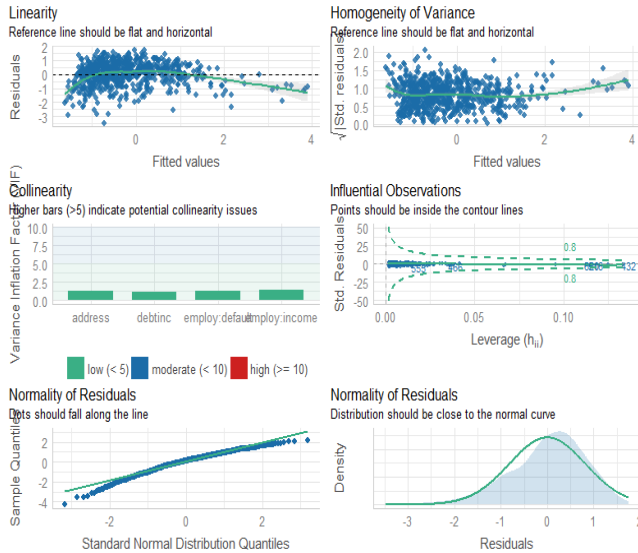 Linearity
Reference line should be flat and horizontal
Residuals
2
1
0
-1
-2
-3
0
2
4
Fitted values
Homogeneity of Variance
Reference line should be flat and horizontal
√|Std. residuals|
2.0
1.5
1.0
0.5
0.0
0
2
4
Fitted values
Collinearity
Higher bars (>5) indicate potential collinearity issues
Variance Inflation Factor (VIF)
10.0
7.5
5.0
2.5
0.0
address debtinc employ:default employ:income
low (< 5) moderate (< 10) high (>= 10)
Influential Observations
Points should be inside the contour lines
Std. Residuals
50
25
0
-25
-50
0.8
0.8
432
0.00 0.05 0.10
Leverage (hii)
Normality of Residuals
Dots should fall along the line
Sample Quantiles
2
0
-2
-4
-2
0
2
Standard Normal Distribution Quantiles
Normality of Residuals
Distribution should be close to the normal curve
Density
-3 -2 -1 0 1 2
Residuals